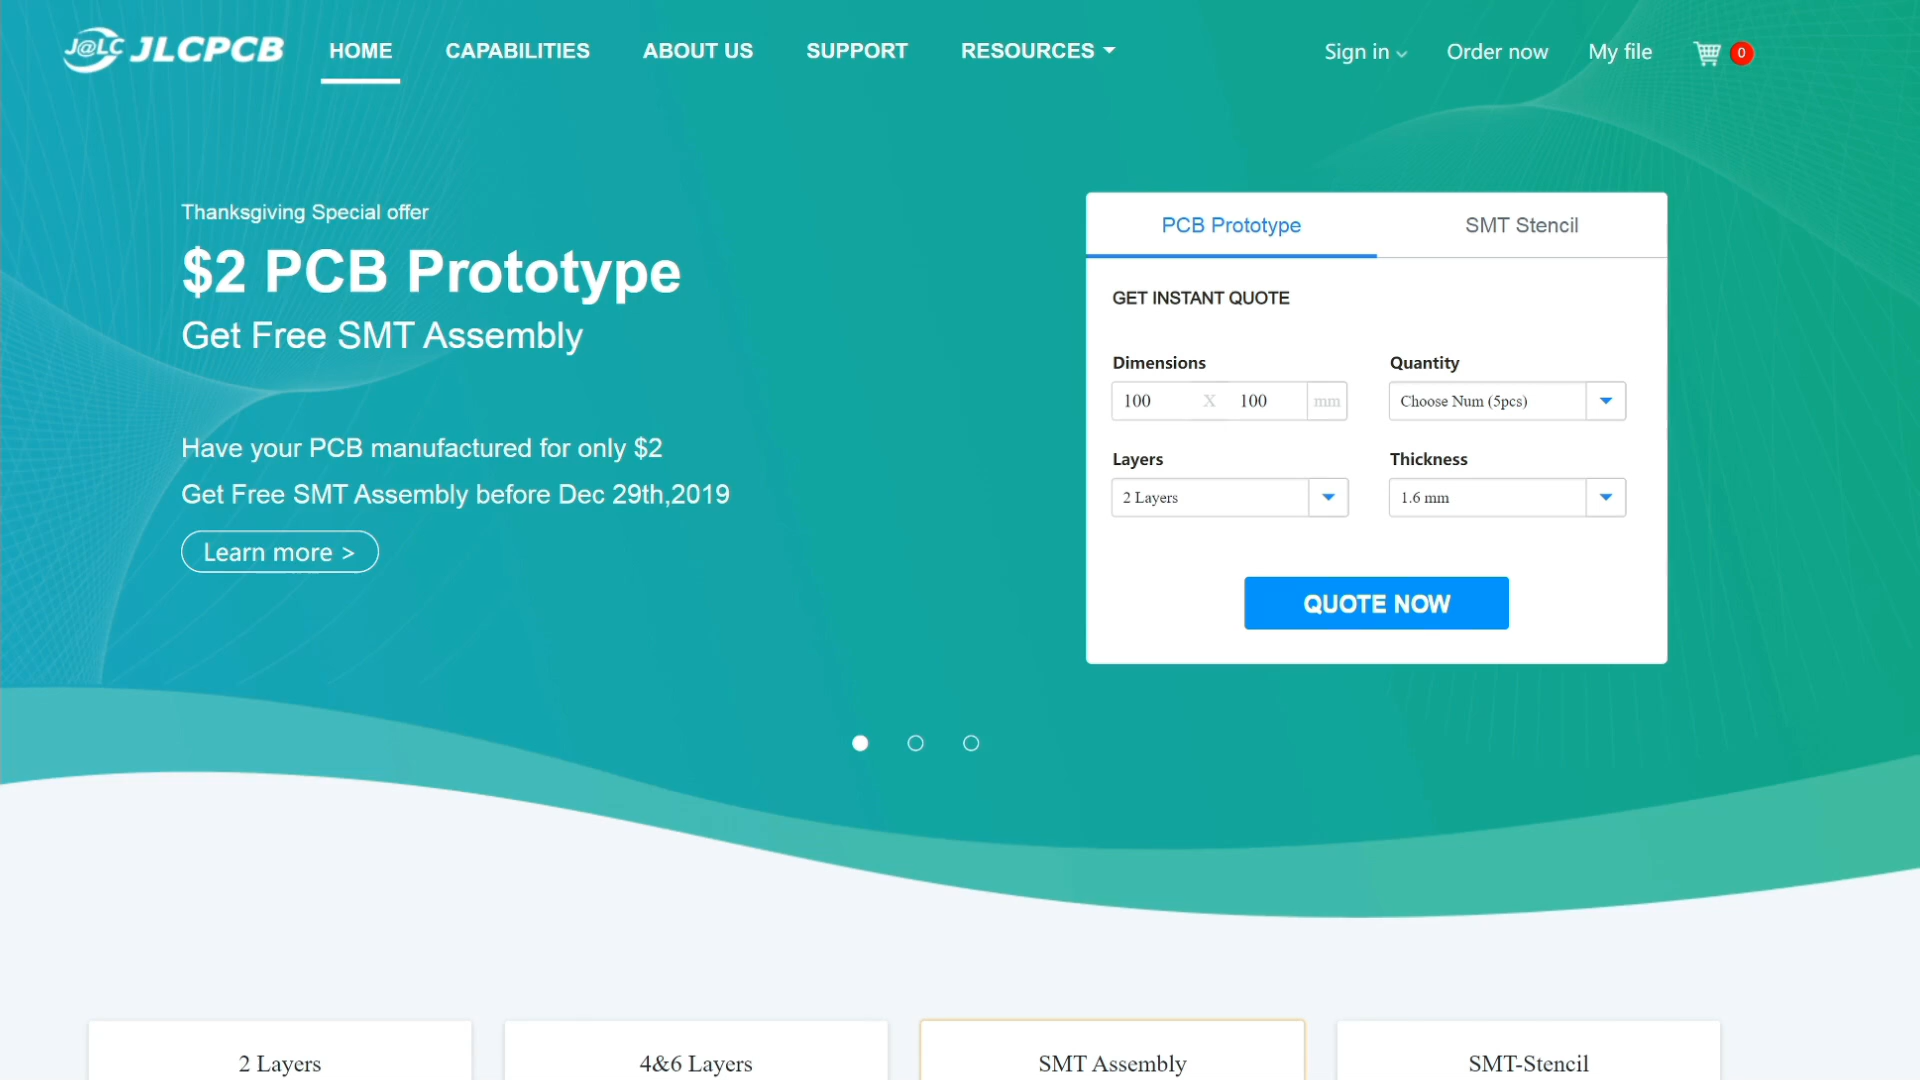 J@LC JLCPCB HOME CAPABILITIES ABOUT US SUPPORT RESOURCES Sign in Order now My file 0
Thanksgiving Special offer
$2 PCB Prototype
Get Free SMT Assembly
Have your PCB manufactured for only $2
Get Free SMT Assembly before Dec 29th,2019
Learn more >
PCB Prototype SMT Stencil
GET INSTANT QUOTE
Dimensions Quantity
100 X 100 mm Choose Num (5pcs)
Layers Thickness
2 Layers 1.6 mm
QUOTE NOW
2 Layers 4&6 Layers SMT Assembly SMT-Stencil